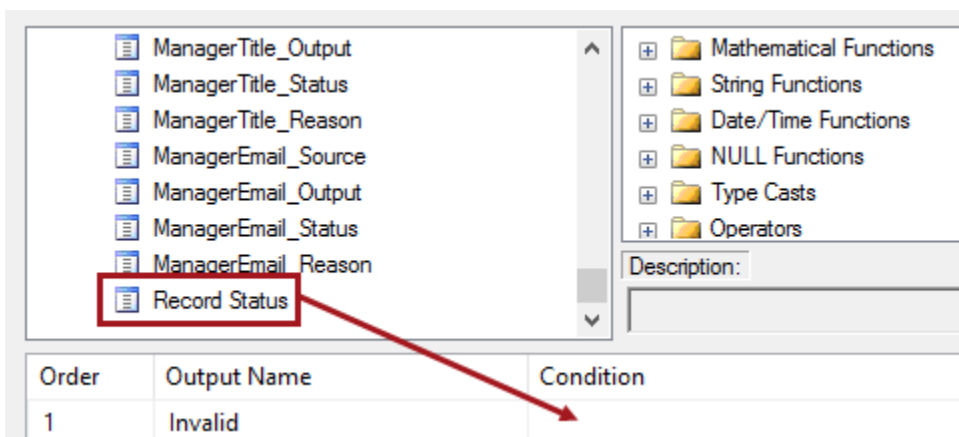 ManagerTitle_Output
ManagerTitle_Status
ManagerTitle_Reason
ManagerEmail_Source
ManagerEmail_Output
ManagerEmail_Status
ManagerEmail_Reason
Record Status
Mathematical Functions
String Functions
Date/Time Functions
NULL Functions
Type Casts
Operators
Description:
Order Output Name Condition
1 Invalid